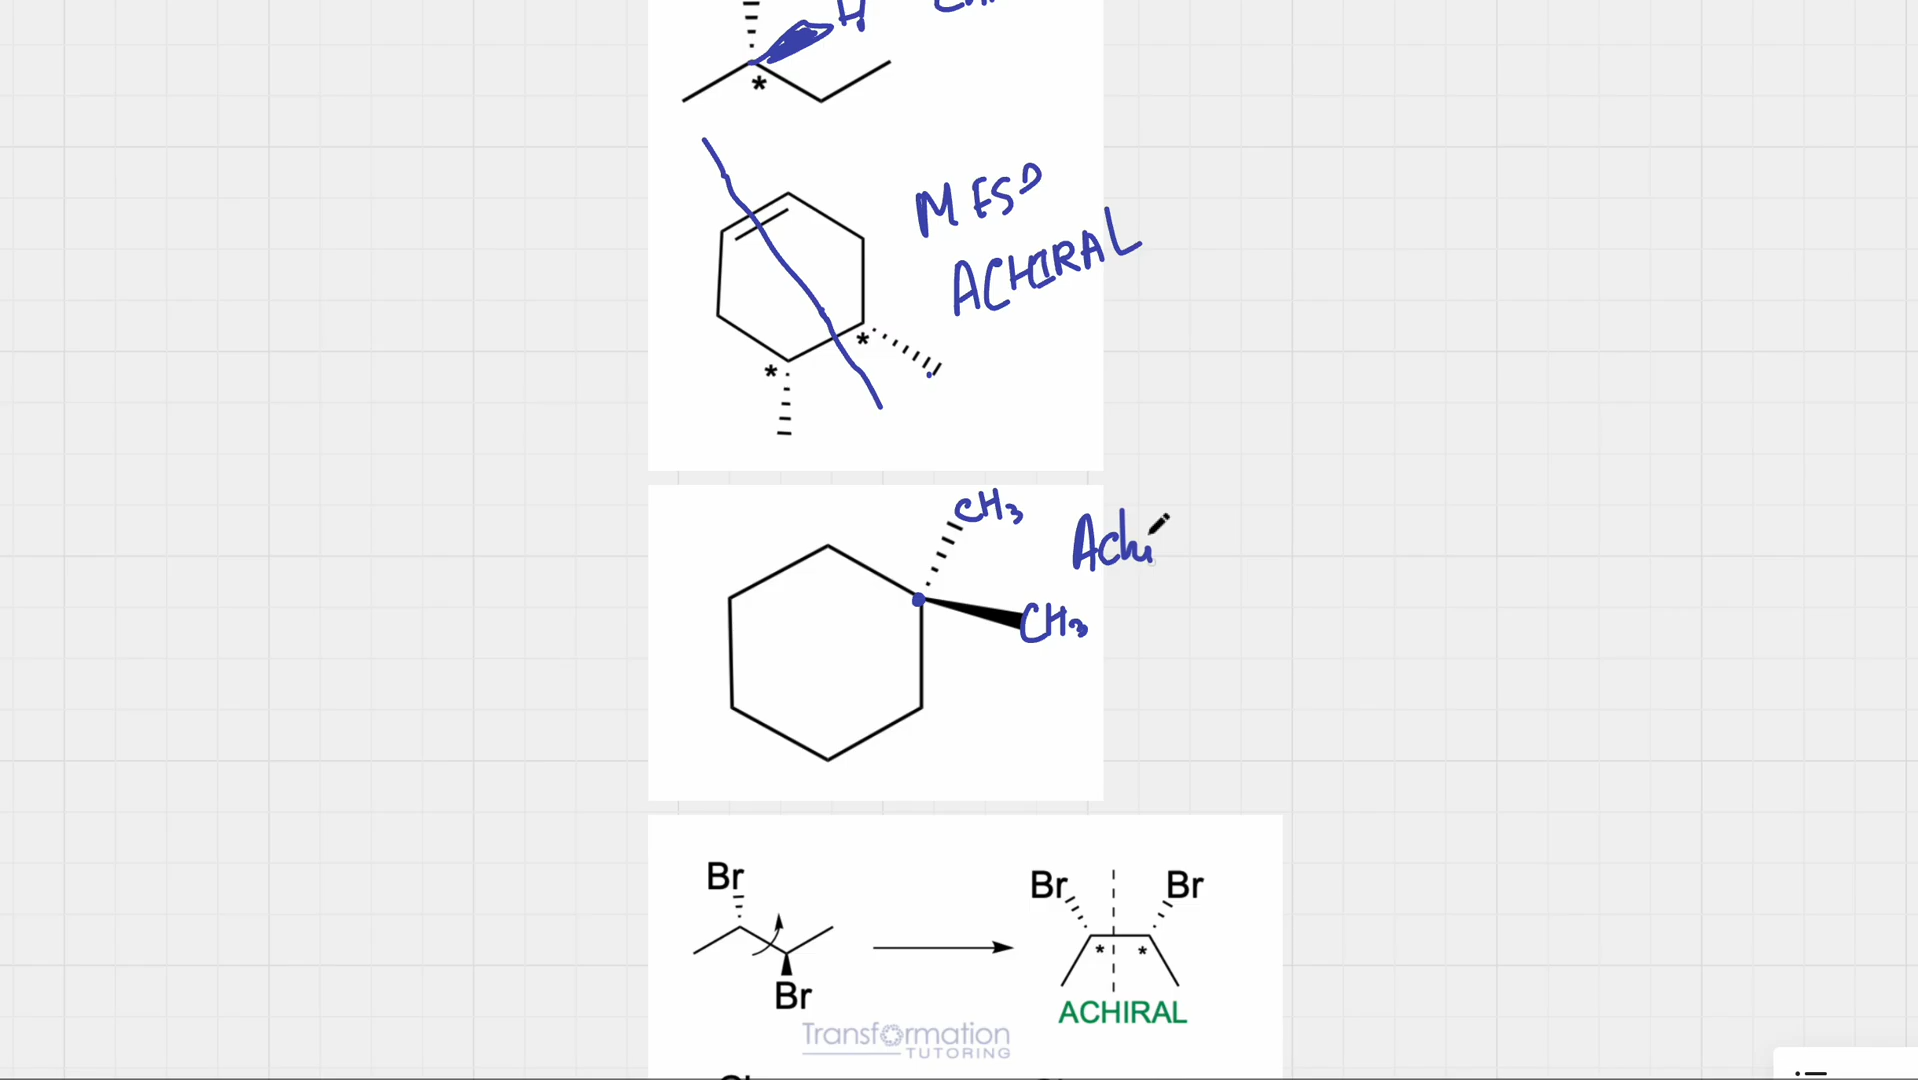 H
*
MESO
ACHIRAL
*
*
CH3
Achi
CH3
Br
Br
Br
*
*
Br
ACHIRAL
Transformation
TUTORING